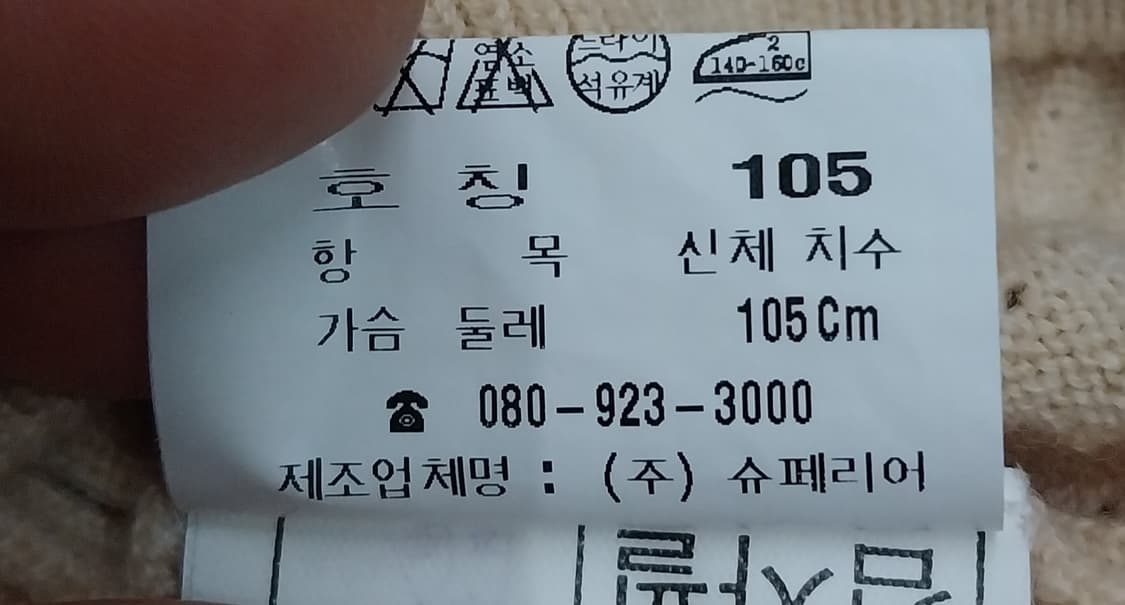 염소 표백
드라이
석유계
2
140-160c
호 칭 105
항 목 신체 치수
가슴 둘레 105Cm
☎ 080-923-3000
제조업체명 : (주) 슈페리어